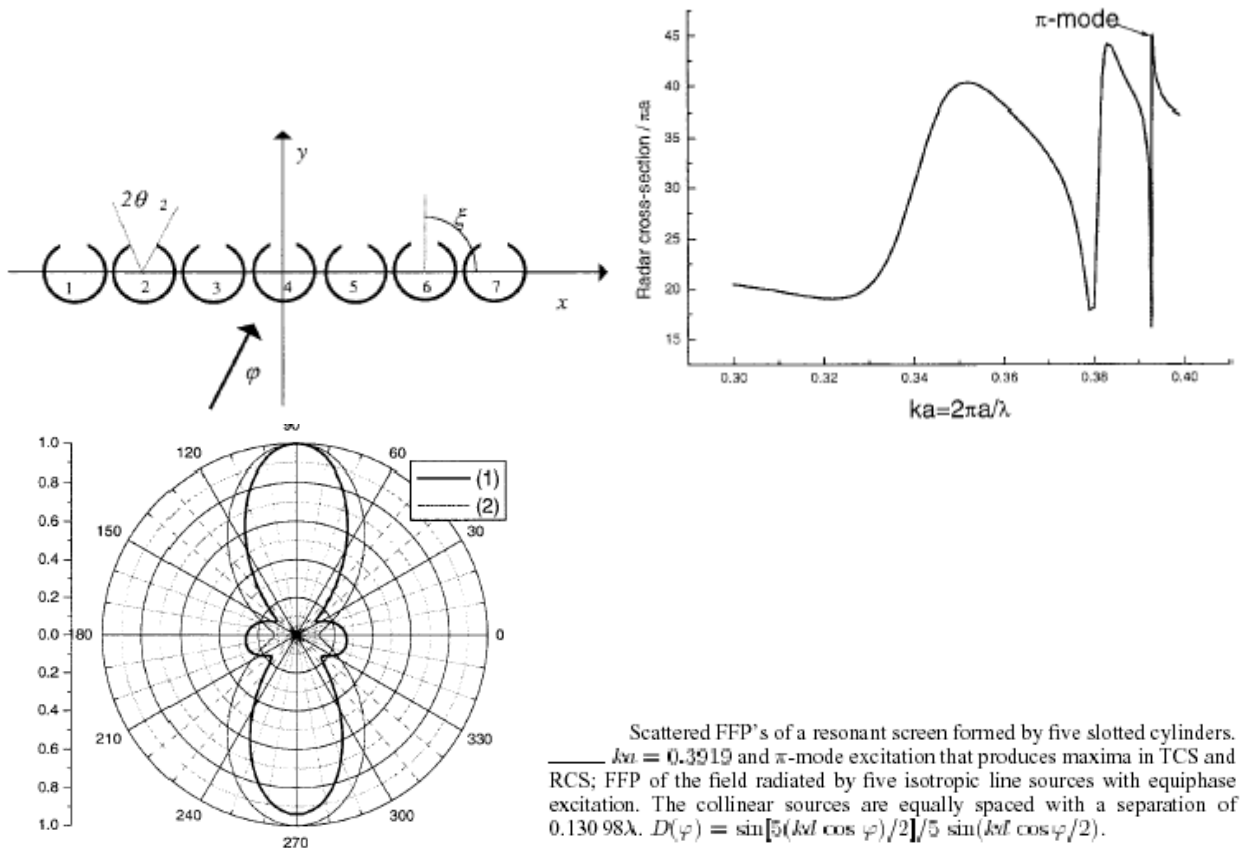 y
2θ 2
ξ
1 2 3 4 5 6 7
x
φ
π-mode
45
40
35
30
25
20
15
Radar cross-section / πa
0.30 0.32 0.34 0.36 0.38 0.40
ka=2πa/λ
90
1.0
0.8
0.6
0.4
0.2
0.0
0.2
0.4
0.6
0.8
1.0
120
60
(1)
(2)
150
30
180
0
210
330
240
300
270
Scattered FFP's of a resonant screen formed by five slotted cylinders.
ka = 0.3919 and π-mode excitation that produces maxima in TCS and
RCS; FFP of the field radiated by five isotropic line sources with equiphase
excitation. The collinear sources are equally spaced with a separation of
0.130 98λ. D(φ) = sin[5(kd cos φ)/2]/5 sin(kd cos φ/2).